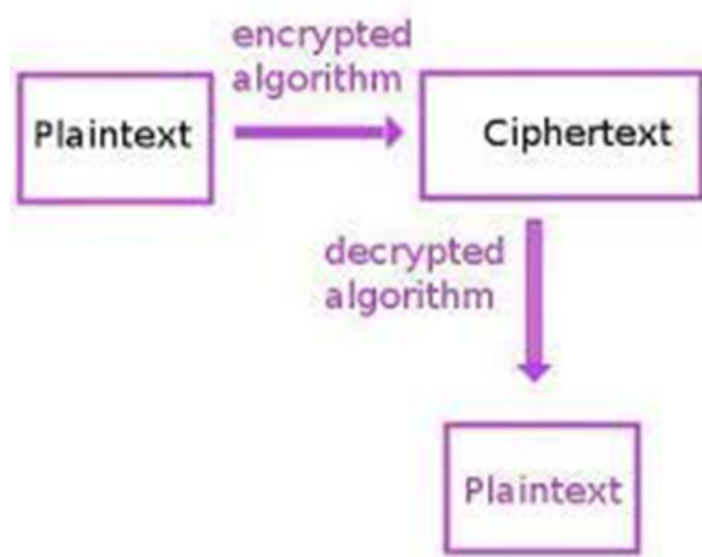 encrypted
algorithm
Plaintext
Ciphertext
decrypted
algorithm
Plaintext